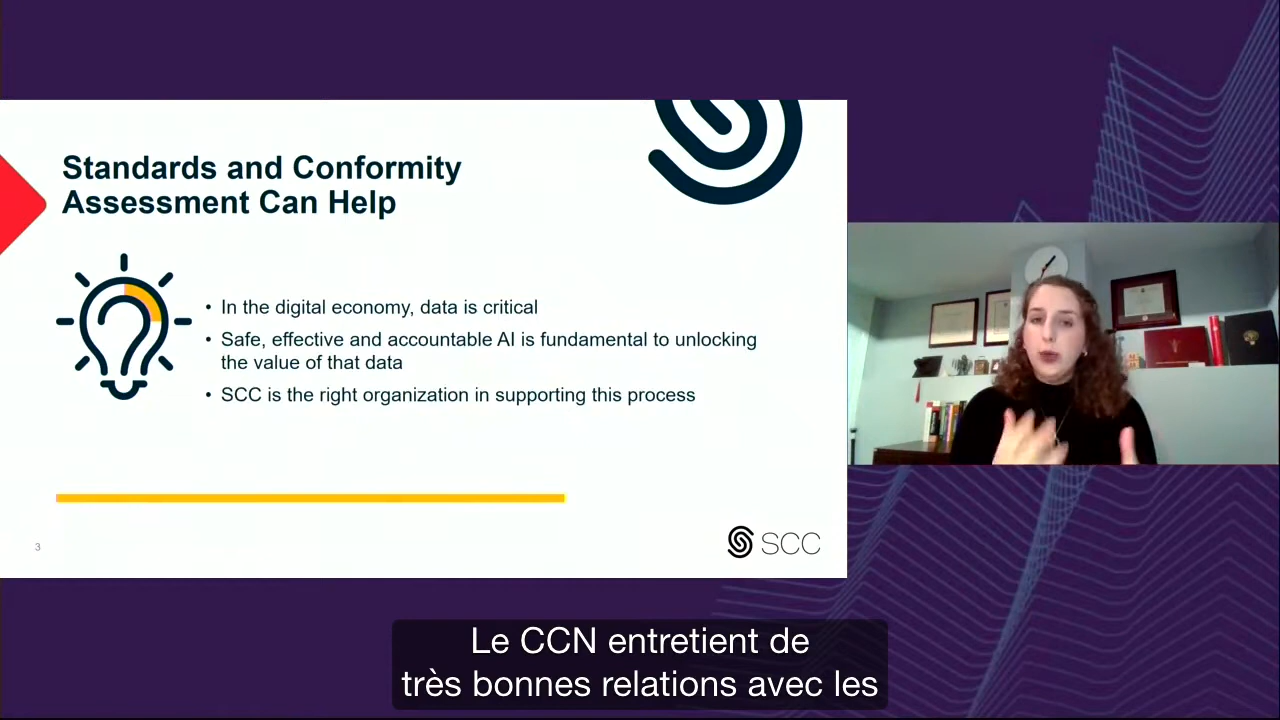 Standards and Conformity
Assessment Can Help
• In the digital economy, data is critical
• Safe, effective and accountable AI is fundamental to unlocking
the value of that data
• SCC is the right organization in supporting this process
3
SCC
Le CCN entretient de
très bonnes relations avec les